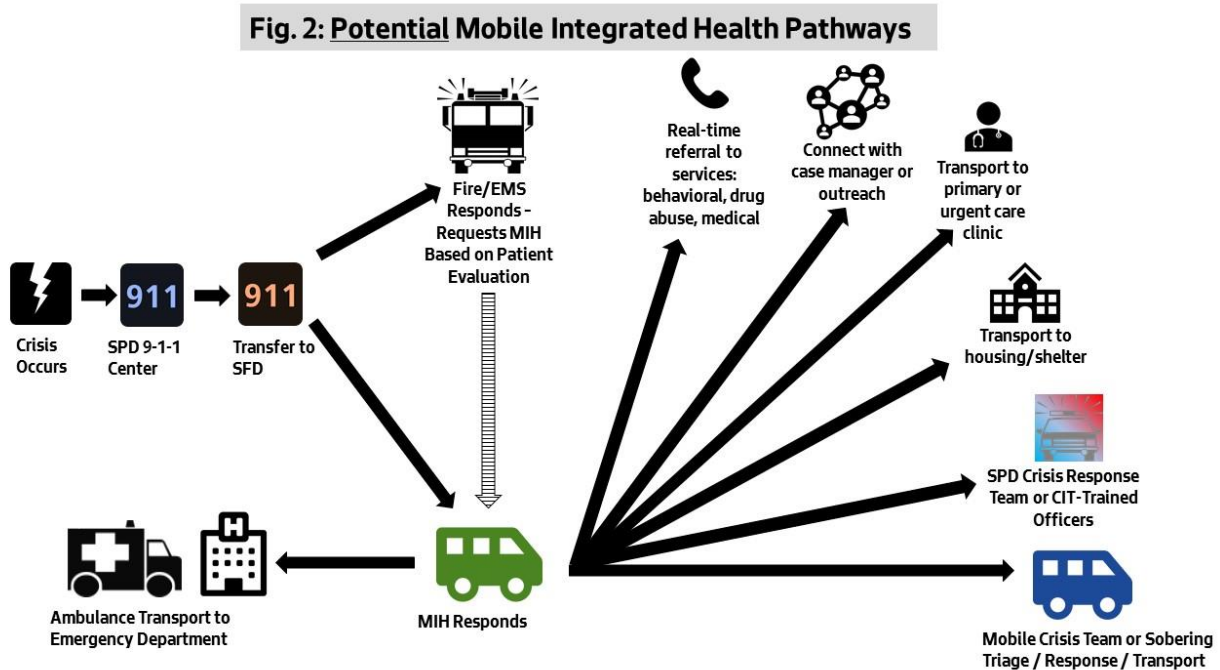 Fig. 2: Potential Mobile Integrated Health Pathways
Real-time
referral to
services:
behavioral, drug
abuse, medical
Connect with
case manager or
outreach
Transport to
primary or
urgent care
clinic
Fire/EMS
Responds -
Requests MIH
Based on Patient
Evaluation
911
911
Crisis
Occurs
SPD 9-1-1
Center
Transfer to
SFD
Transport to
housing/shelter
SPD Crisis Response
Team or CIT-Trained
Officers
H
Ambulance Transport to
Emergency Department
MIH Responds
Mobile Crisis Team or Sobering
Triage / Response / Transport